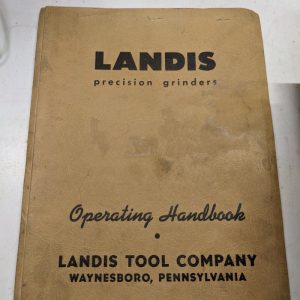 LANDIS
precision grinders
Operating Handbook
•
LANDIS TOOL COMPANY
WAYNESBORO, PENNSYLVANIA